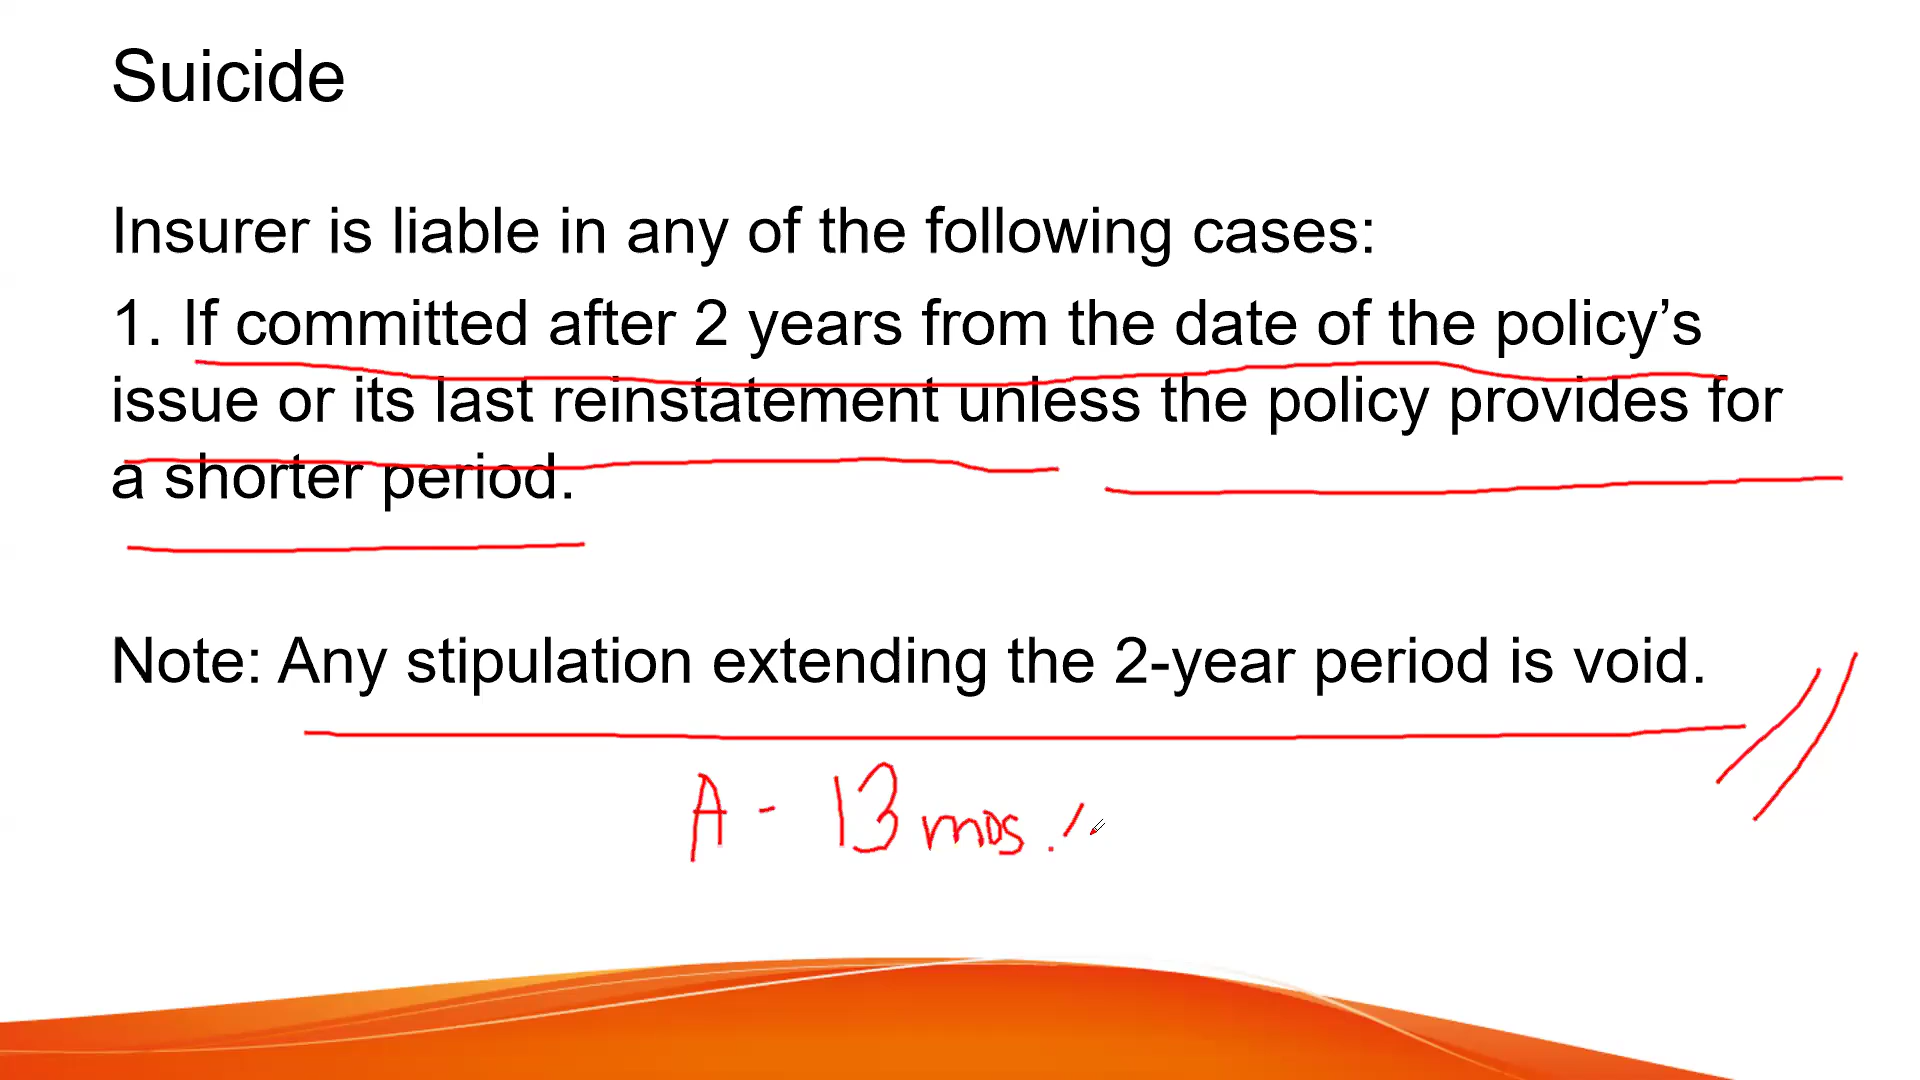 Suicide
Insurer is liable in any of the following cases:
1. If committed after 2 years from the date of the policy’s
issue or its last reinstatement unless the policy provides for
a shorter period.
Note: Any stipulation extending the 2-year period is void.
A - 13 mos.